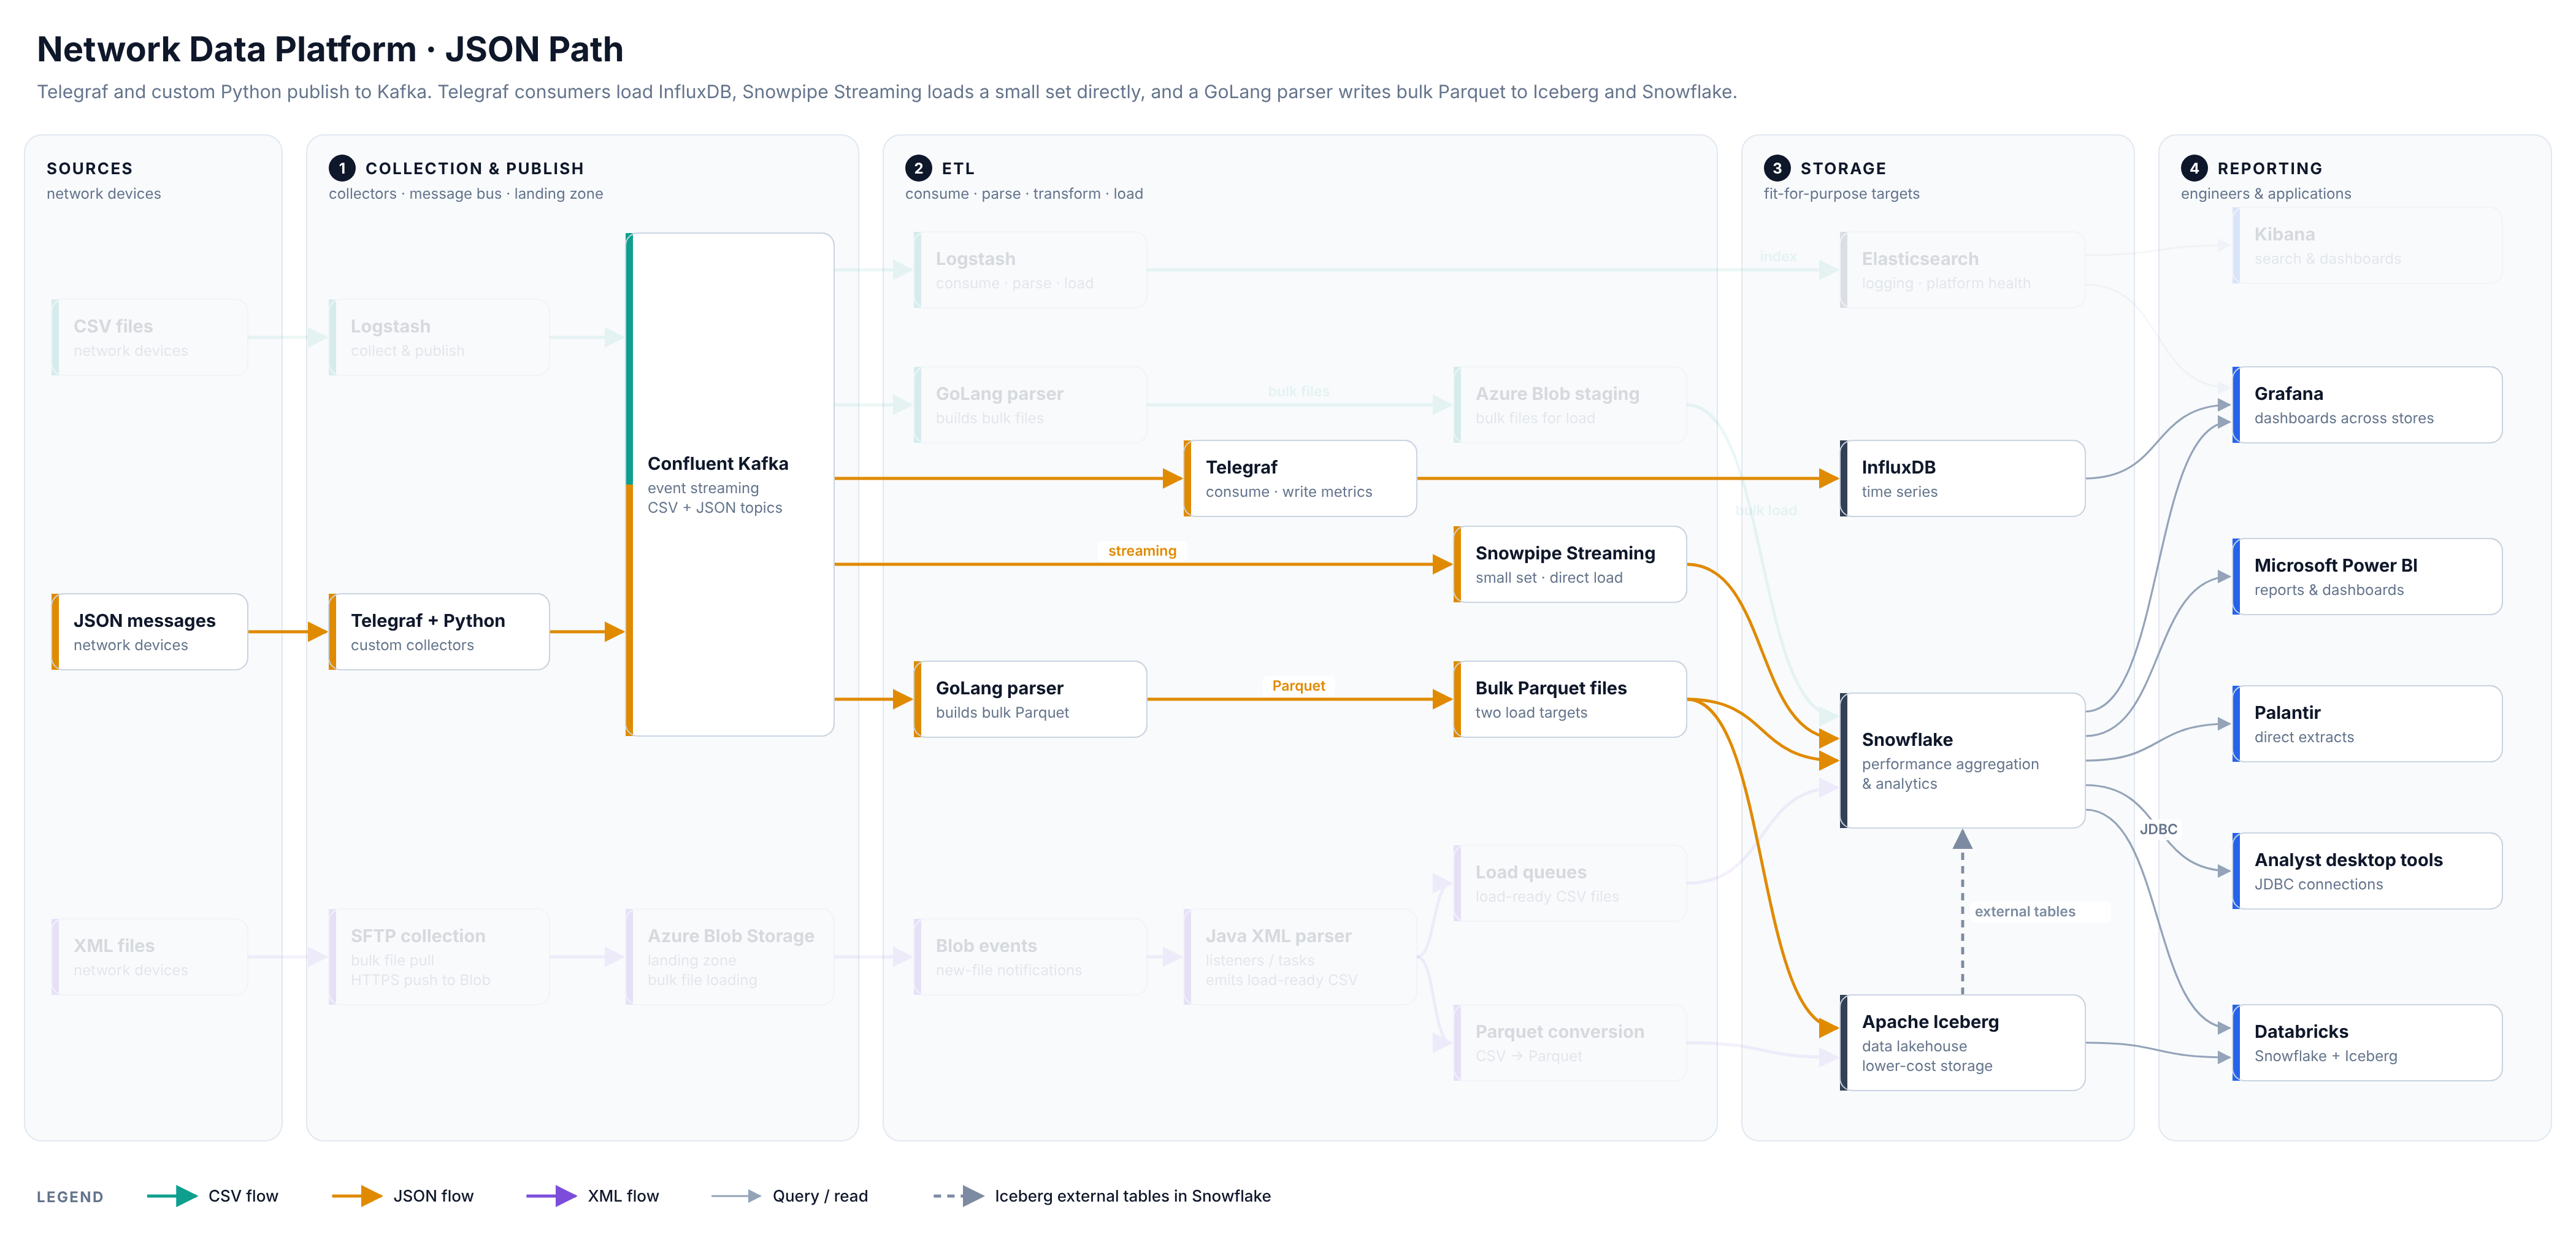 Network Data Platform · JSON Path
Telegraf and custom Python publish to Kafka. Telegraf consumers load InfluxDB, Snowpipe Streaming loads a small set directly, and a GoLang parser writes bulk Parquet to Iceberg and Snowflake.
SOURCES
network devices
CSV files
network devices
JSON messages
network devices
XML files
network devices
1 COLLECTION & PUBLISH
collectors · message bus · landing zone
Logstash
collect & publish
Telegraf + Python
custom collectors
SFTP collection
bulk file pull
HTTPS push to Blob
Confluent Kafka
event streaming
CSV + JSON topics
Azure Blob Storage
landing zone
bulk file loading
2 ETL
consume · parse · transform · load
Logstash
consume · parse · load
GoLang parser
builds bulk files
bulk files
Azure Blob staging
bulk files for load
Telegraf
consume · write metrics
streaming
Snowpipe Streaming
small set · direct load
GoLang parser
builds bulk Parquet
Parquet
Bulk Parquet files
two load targets
Blob events
new-file notifications
Java XML parser
listeners / tasks
emits load-ready CSV
Load queues
load-ready CSV files
Parquet conversion
CSV → Parquet
3 STORAGE
fit-for-purpose targets
index
Elasticsearch
logging · platform health
InfluxDB
time series
bulk load
Snowflake
performance aggregation
& analytics
external tables
Apache Iceberg
data lakehouse
lower-cost storage
4 REPORTING
engineers & applications
Kibana
search & dashboards
Grafana
dashboards across stores
Microsoft Power BI
reports & dashboards
Palantir
direct extracts
JDBC
Analyst desktop tools
JDBC connections
Databricks
Snowflake + Iceberg
LEGEND
CSV flow
JSON flow
XML flow
Query / read
Iceberg external tables in Snowflake